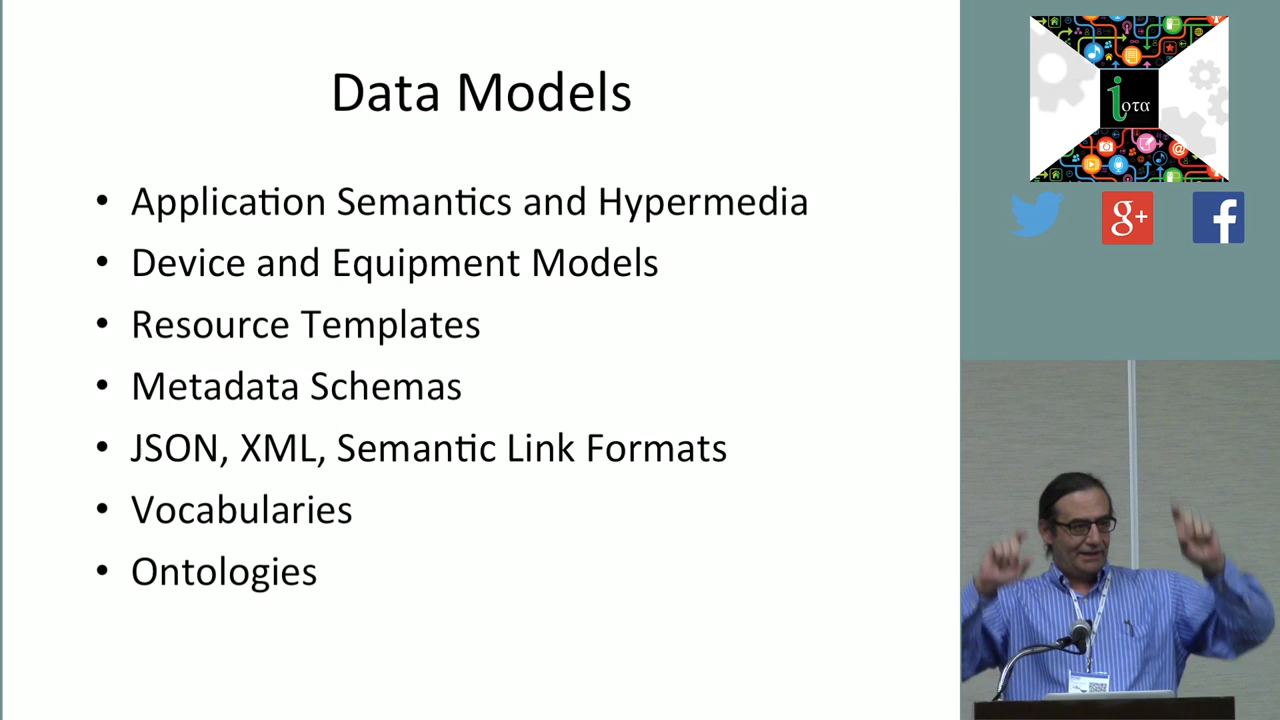 Data Models
• Application Semantics and Hypermedia
• Device and Equipment Models
• Resource Templates
• Metadata Schemas
• JSON, XML, Semantic Link Formats
• Vocabularies
• Ontologies
iοτα
g+
f